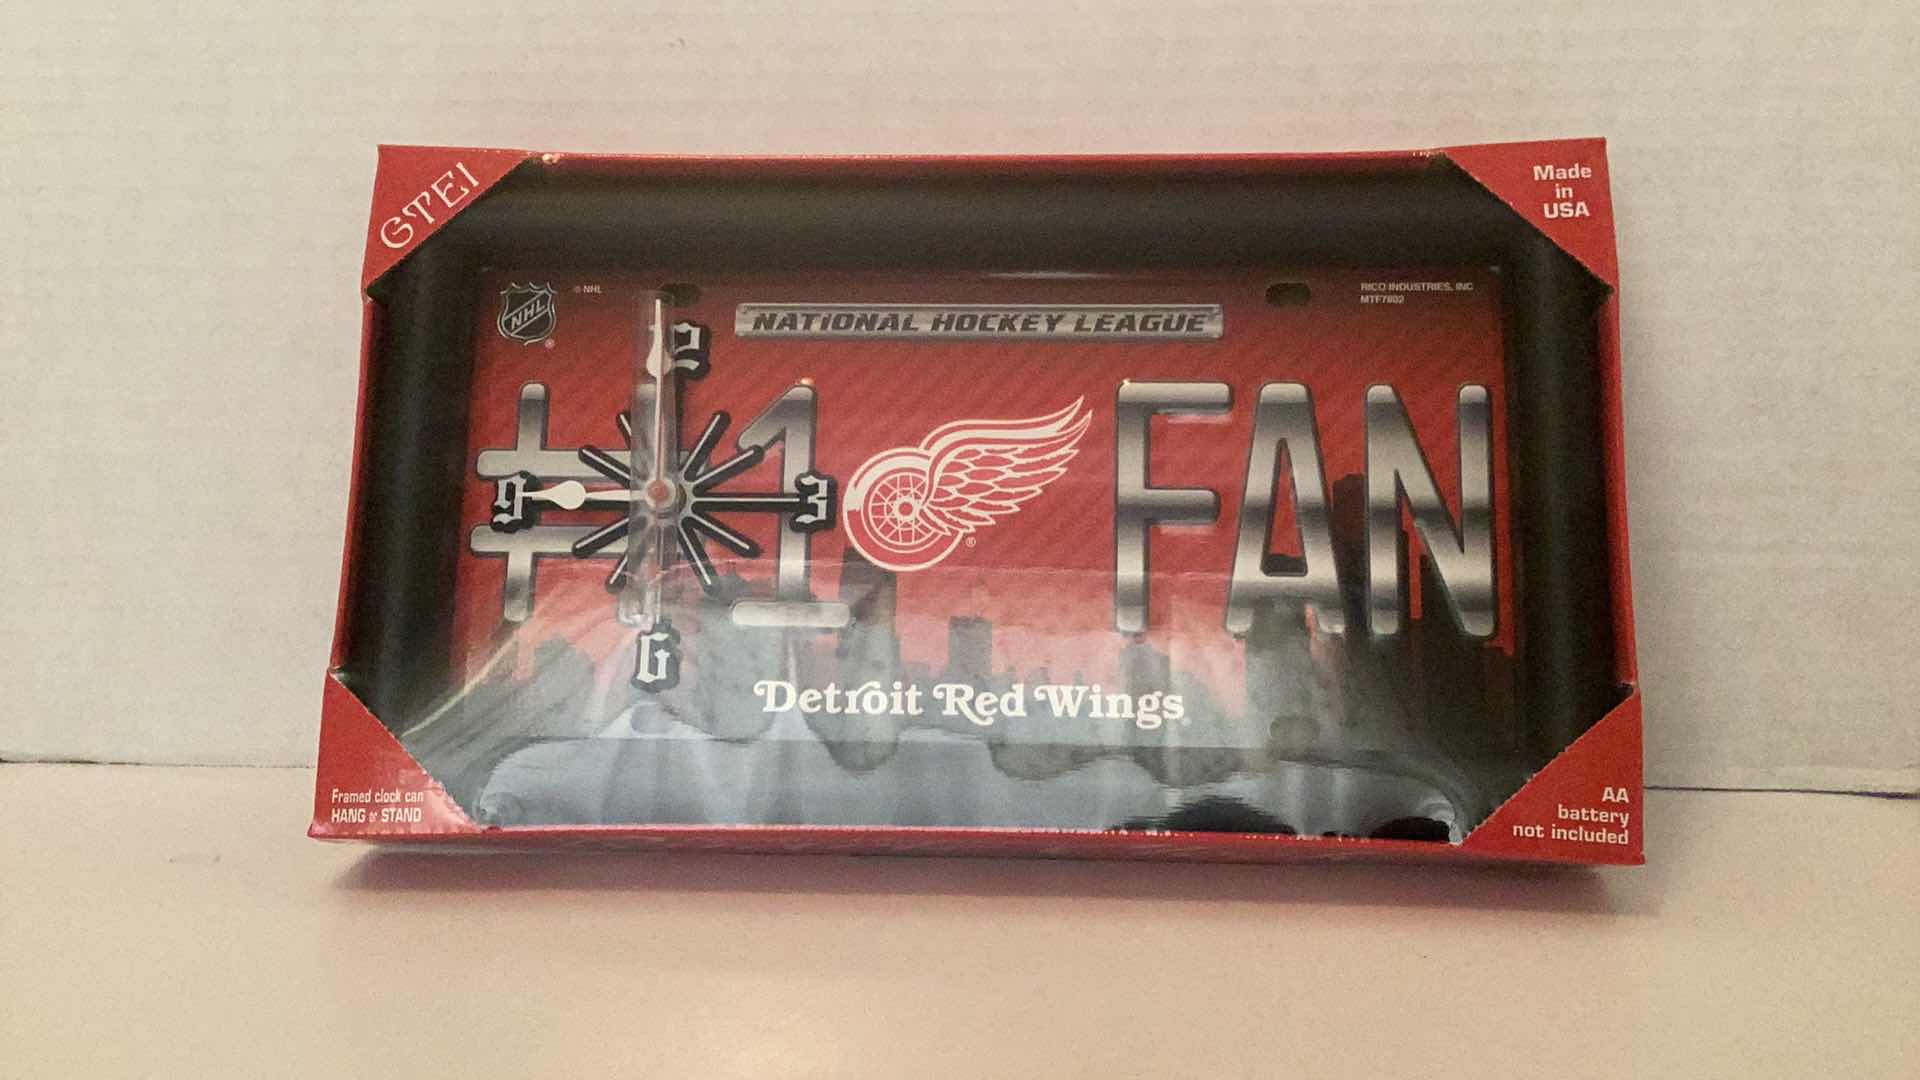 GTEI
Made
in
USA
NHL
© NHL
NATIONAL HOCKEY LEAGUE
RICO INDUSTRIES, INC
MTF7802
12
9
3
6
#1 FAN
Detroit Red Wings
Framed clock can
HANG or STAND
AA
battery
not included